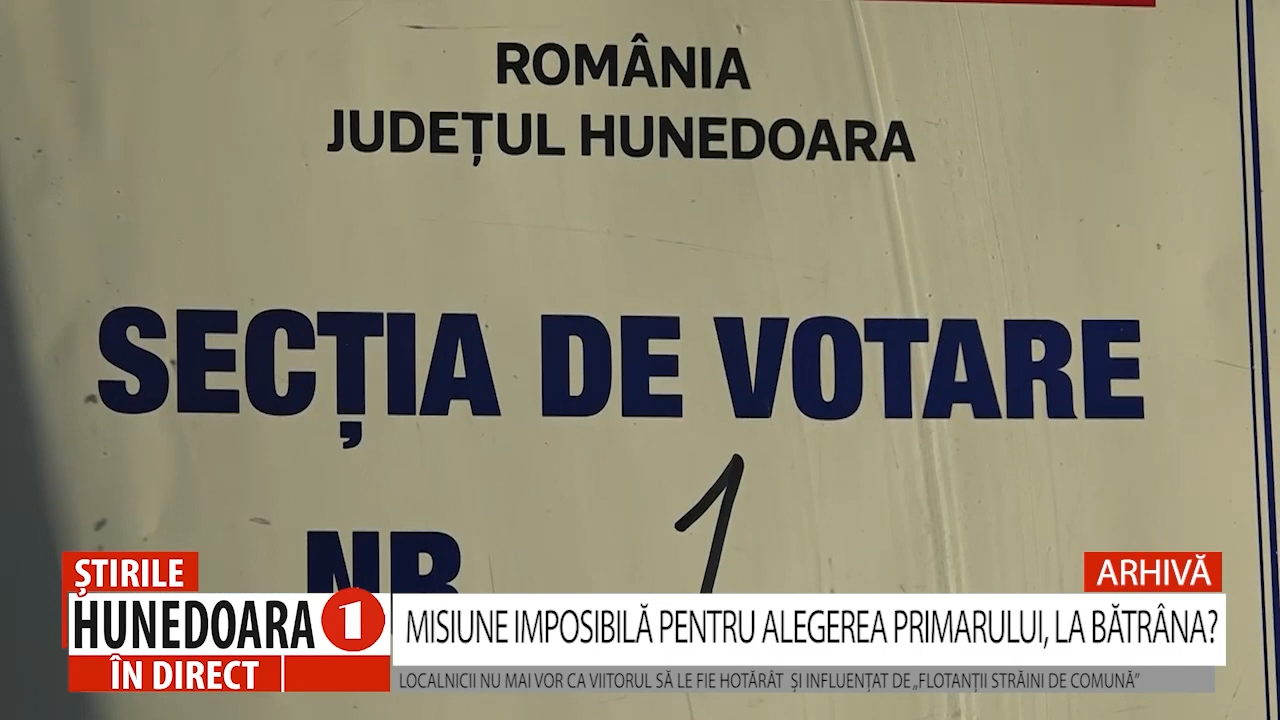 ROMÂNIA
JUDEȚUL HUNEDOARA
SECȚIA DE VOTARE
NR 1
ȘTIRILE
HUNEDOARA 1
ÎN DIRECT
ARHIVĂ
MISIUNE IMPOSIBILĂ PENTRU ALEGEREA PRIMARULUI, LA BĂTRÂNA?
LOCALNICII NU MAI VOR CA VIITORUL SĂ LE FIE HOTĂRÂT ȘI INFLUENȚAT DE „FLOTANȚII STRĂINI DE COMUNĂ”